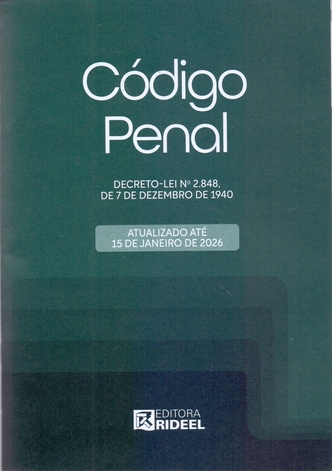 Código
Penal
DECRETO-LEI Nº 2.848,
DE 7 DE DEZEMBRO DE 1940
ATUALIZADO ATÉ
15 DE JANEIRO DE 2026
EDITORA
RIDEEL